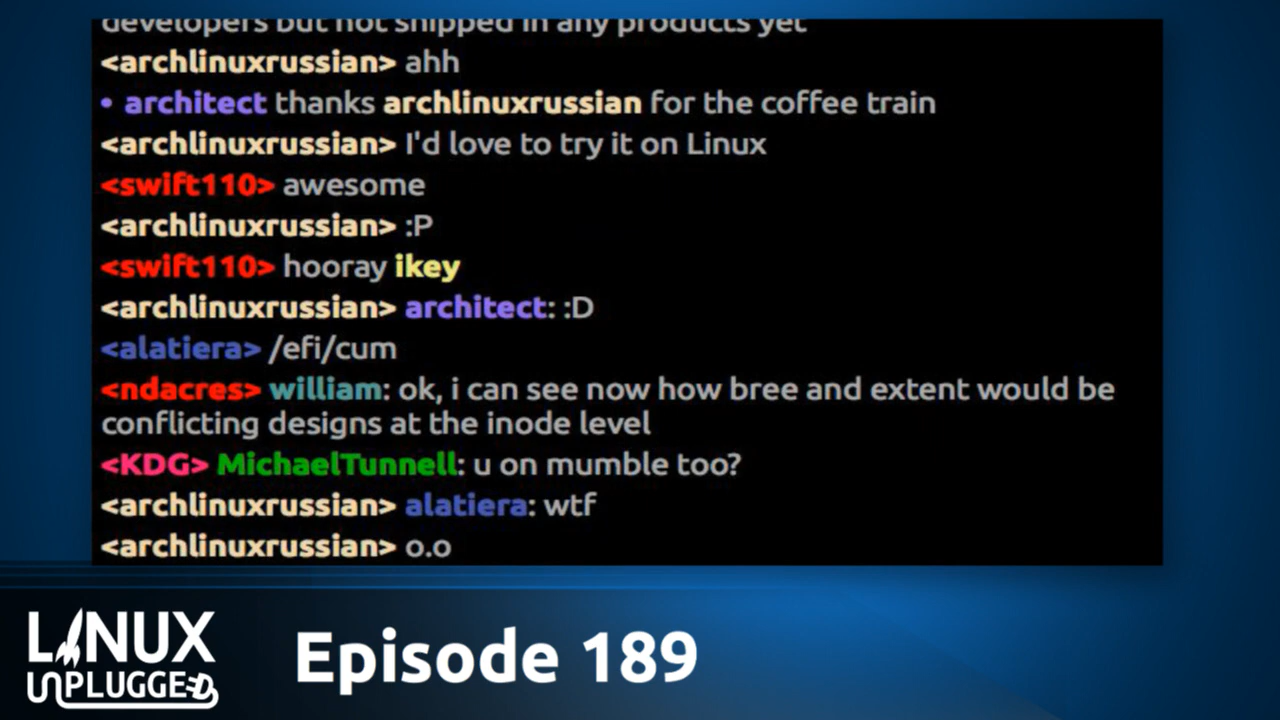 developers but not shipped in any products yet
<archlinuxrussian> ahh
• architect thanks archlinuxrussian for the coffee train
<archlinuxrussian> I'd love to try it on Linux
<swift110> awesome
<archlinuxrussian> :P
<swift110> hooray ikey
<archlinuxrussian> architect: :D
<alatiera> /efi/cum
<ndacres> william: ok, i can see now how bree and extent would be
conflicting designs at the inode level
<KDG> MichaelTunnell: u on mumble too?
<archlinuxrussian> alatiera: wtf
<archlinuxrussian> o.o
LINUX
UNPLUGGED
Episode 189